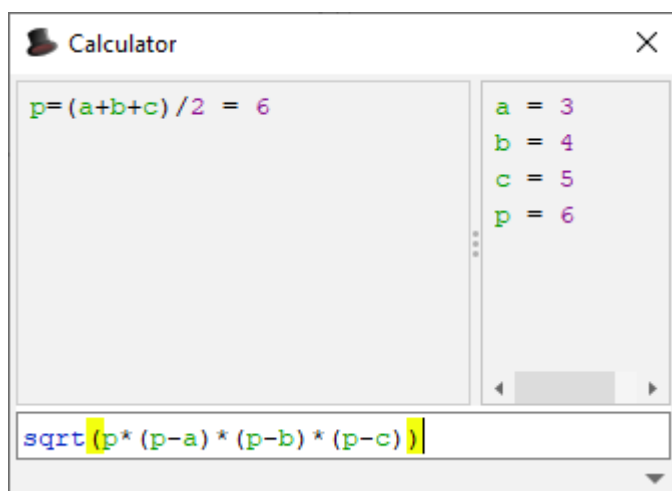 Calculator
p=(a+b+c)/2 = 6
a = 3
b = 4
c = 5
p = 6
sqrt(p*(p-a)*(p-b)*(p-c))